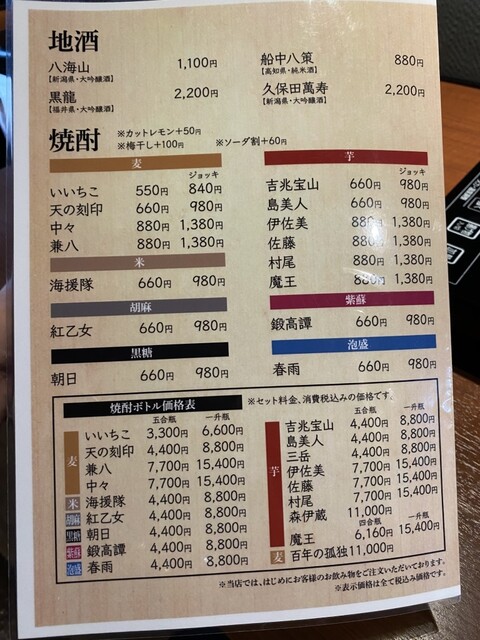 地酒
八海山 1,100円
【新潟県・大吟醸酒】
船中八策 880円
【高知県・純米酒】
黒龍 2,200円
【福井県・大吟醸酒】
久保田萬寿 2,200円
【新潟県・大吟醸酒】
焼酎 ※カットレモン+50円
※梅干し+100円 ※ソーダ割+60円
麦
ジョッキ
いいちこ 550円 840円
天の刻印 660円 980円
中々 880円 1,380円
兼八 880円 1,380円
米
海援隊 660円 980円
胡麻
紅乙女 660円 980円
黒糖
朝日 660円 980円
芋
ジョッキ
吉兆宝山 660円 980円
島美人 660円 980円
伊佐美 880円 1,380円
佐藤 880円 1,380円
村尾 880円 1,380円
魔王 880円 1,380円
紫蘇
鍛高譚 660円 980円
泡盛
春雨 660円 980円
焼酎ボトル価格表 ※セット料金、消費税込みの価格です。
五合瓶 一升瓶
麦
いいちこ 3,300円 6,600円
天の刻印 4,400円 8,800円
兼八 7,700円 15,400円
中々 7,700円 15,400円
米 海援隊 4,400円 8,800円
胡麻 紅乙女 4,400円 8,800円
黒糖 朝日 4,400円 8,800円
紫蘇 鍛高譚 4,400円 8,800円
泡盛 春雨 4,400円 8,800円
五合瓶 一升瓶
芋
吉兆宝山 4,400円 8,800円
島美人 4,400円 8,800円
三岳 4,400円 8,800円
伊佐美 7,700円 15,400円
佐藤 7,700円 15,400円
村尾 7,700円 15,400円
森伊蔵 11,000円
四合瓶 一升瓶
魔王 6,160円 15,400円
麦 百年の孤独 11,000円
※当店では、はじめにお客様のお飲み物をご注文いただいております。
※表示価格は全て税込み価格です。